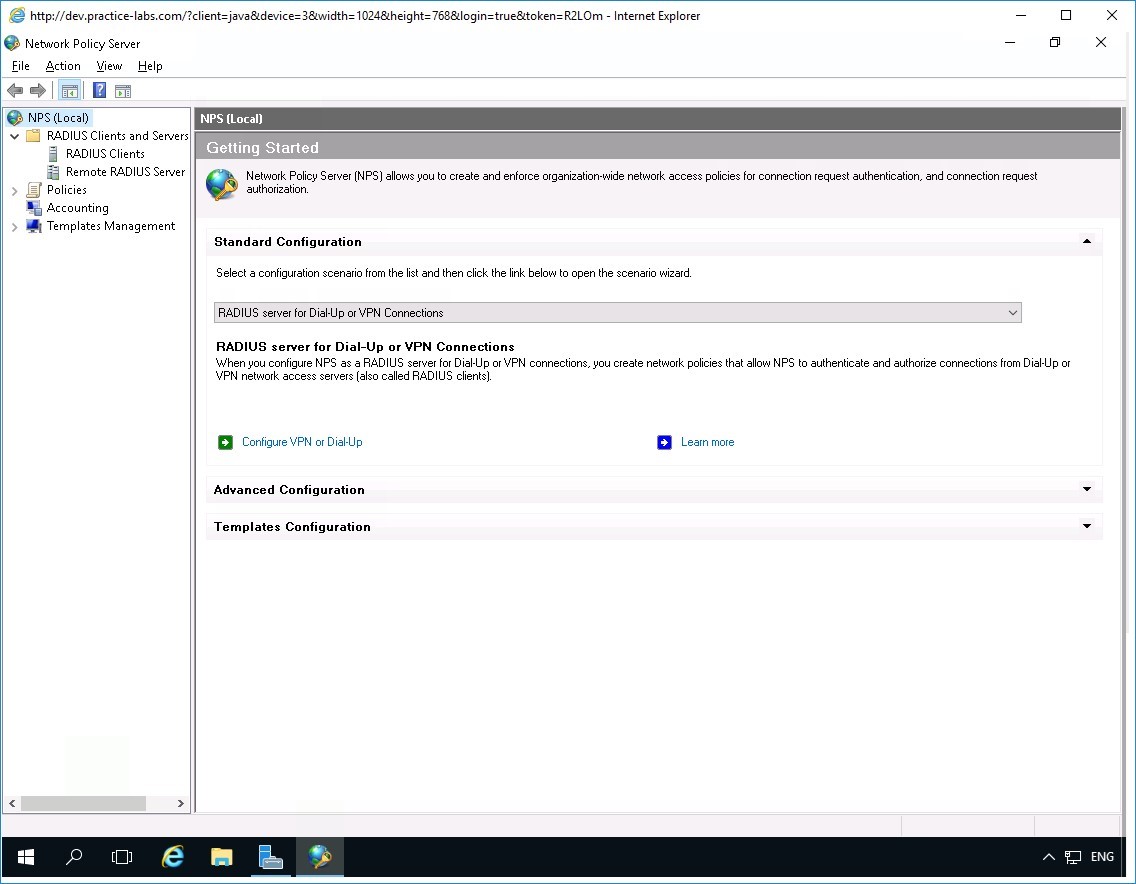 http://dev.practice-labs.com/?client=java&device=3&width=1024&height=768&login=true&token=R2LOm - Internet Explorer
Network Policy Server
File Action View Help
NPS (Local)
RADIUS Clients and Servers
RADIUS Clients
Remote RADIUS Server
Policies
Accounting
Templates Management
NPS (Local)
Getting Started
Network Policy Server (NPS) allows you to create and enforce organization-wide network access policies for connection request authentication, and connection request
authorization.
Standard Configuration
Select a configuration scenario from the list and then click the link below to open the scenario wizard.
RADIUS server for Dial-Up or VPN Connections
RADIUS server for Dial-Up or VPN Connections
When you configure NPS as a RADIUS server for Dial-Up or VPN connections, you create network policies that allow NPS to authenticate and authorize connections from Dial-Up or
VPN network access servers (also called RADIUS clients).
Configure VPN or Dial-Up Learn more
Advanced Configuration
Templates Configuration
ENG